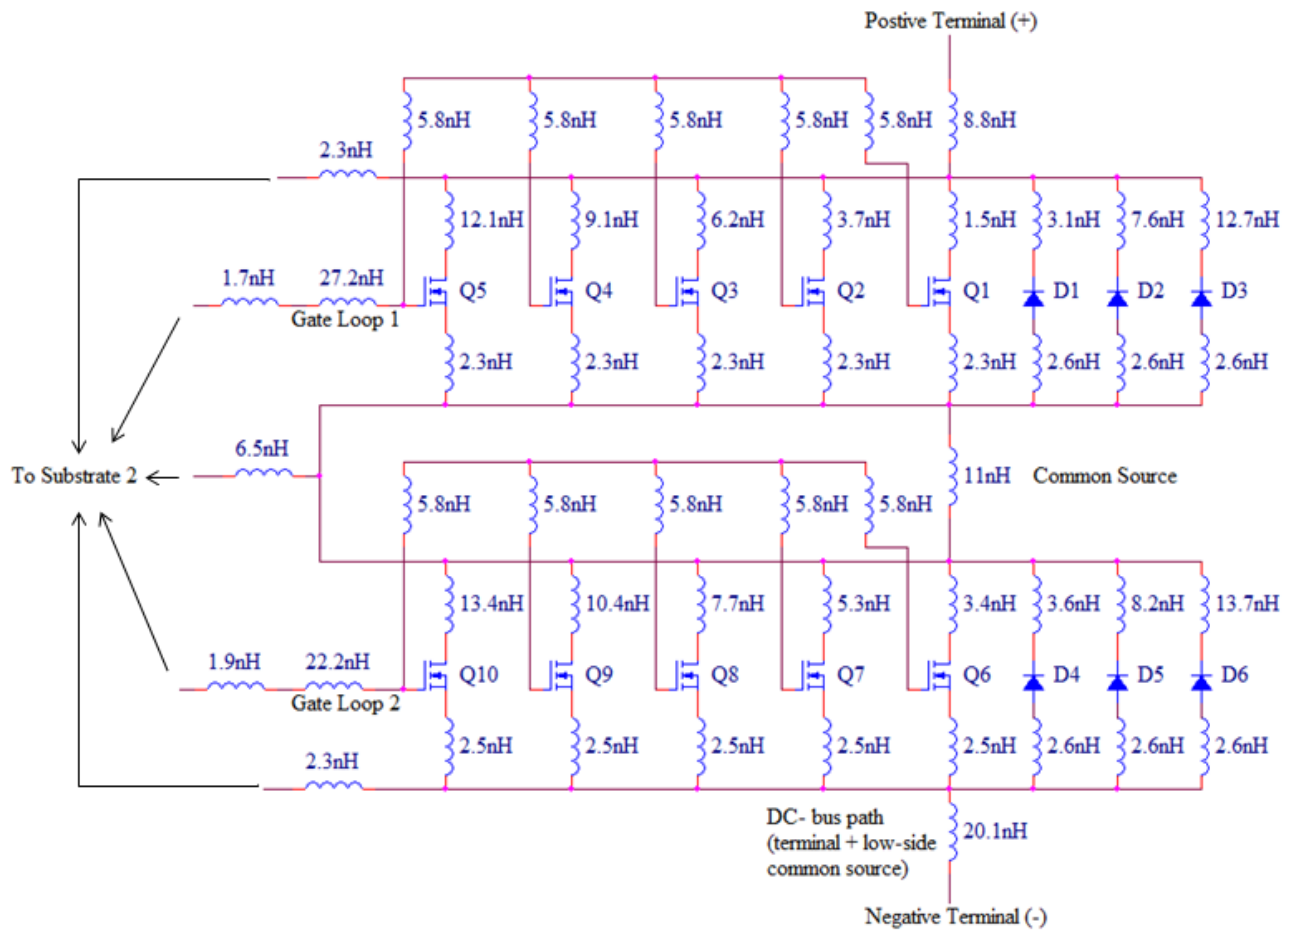 Postive Terminal (+)
5.8nH 5.8nH 5.8nH 5.8nH 5.8nH 8.8nH
2.3nH
12.1nH 9.1nH 6.2nH 3.7nH 1.5nH 3.1nH 7.6nH 12.7nH
1.7nH 27.2nH
Q5 Q4 Q3 Q2 Q1 D1 D2 D3
Gate Loop 1
2.3nH 2.3nH 2.3nH 2.3nH 2.3nH 2.6nH 2.6nH 2.6nH
6.5nH
To Substrate 2
11nH Common Source
5.8nH 5.8nH 5.8nH 5.8nH 5.8nH
13.4nH 10.4nH 7.7nH 5.3nH 3.4nH 3.6nH 8.2nH 13.7nH
1.9nH 22.2nH
Q10 Q9 Q8 Q7 Q6 D4 D5 D6
Gate Loop 2
2.5nH 2.5nH 2.5nH 2.5nH 2.5nH 2.6nH 2.6nH 2.6nH
2.3nH
DC- bus path
(terminal + low-side
common source)
20.1nH
Negative Terminal (-)